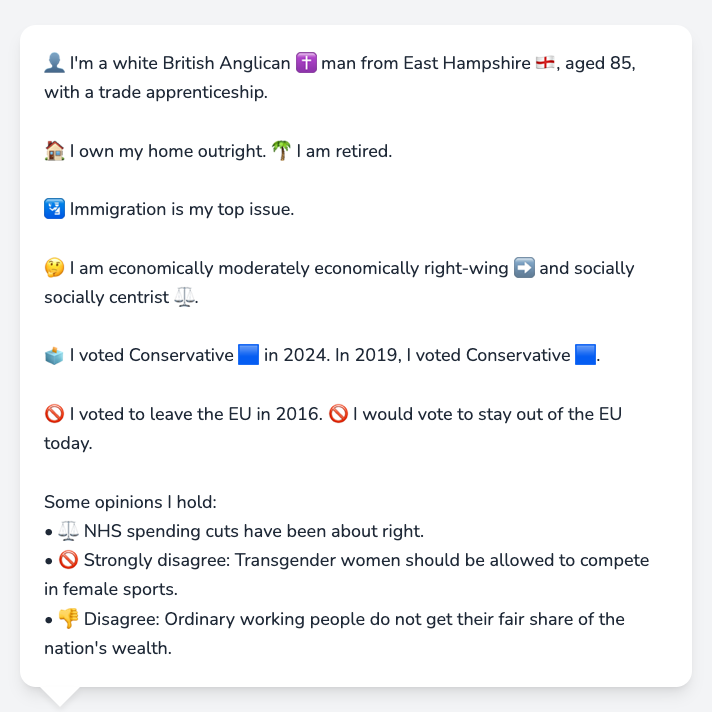 👤 I'm a white British Anglican ✝️ man from East Hampshire 🏴󠁧󠁢󠁥󠁮󠁧󠁿, aged 85,
with a trade apprenticeship.
🏠 I own my home outright. 🌴 I am retired.
🛂 Immigration is my top issue.
🤔 I am economically moderately economically right-wing ➡️ and socially
socially centrist ⚖️.
🗳️ I voted Conservative 🟦 in 2024. In 2019, I voted Conservative 🟦.
🚫 I voted to leave the EU in 2016. 🚫 I would vote to stay out of the EU
today.
Some opinions I hold:
• ⚖️ NHS spending cuts have been about right.
• 🚫 Strongly disagree: Transgender women should be allowed to compete
in female sports.
• 👎 Disagree: Ordinary working people do not get their fair share of the
nation's wealth.